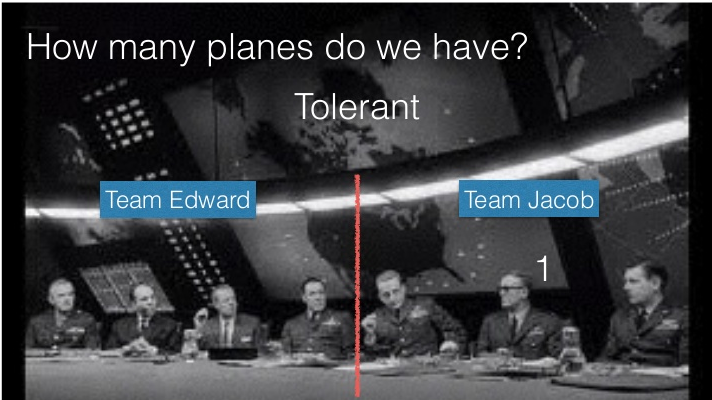 How many planes do we have?
Tolerant
Team Edward
Team Jacob
1